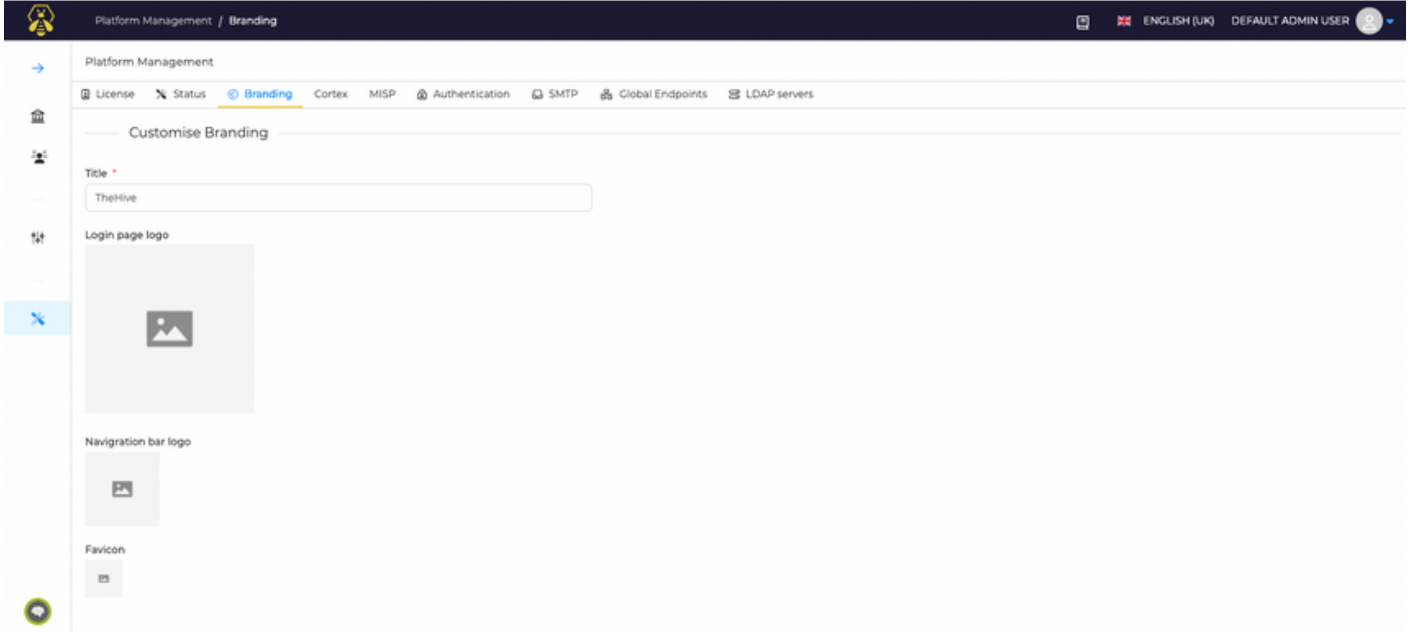 Platform Management / Branding
ENGLISH (UK) DEFAULT ADMIN USER
Platform Management
License Status Branding Cortex MISP Authentication SMTP Global Endpoints LDAP servers
Customise Branding
Title *
TheHive
Login page logo
Navigration bar logo
Favicon